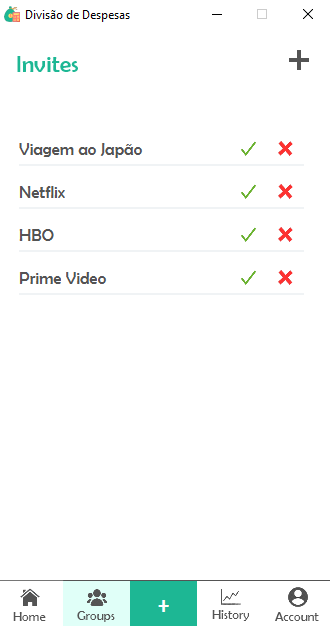 Divisão de Despesas
Invites
Viagem ao Japão
Netflix
HBO
Prime Video
Home
Groups
+
History
Account